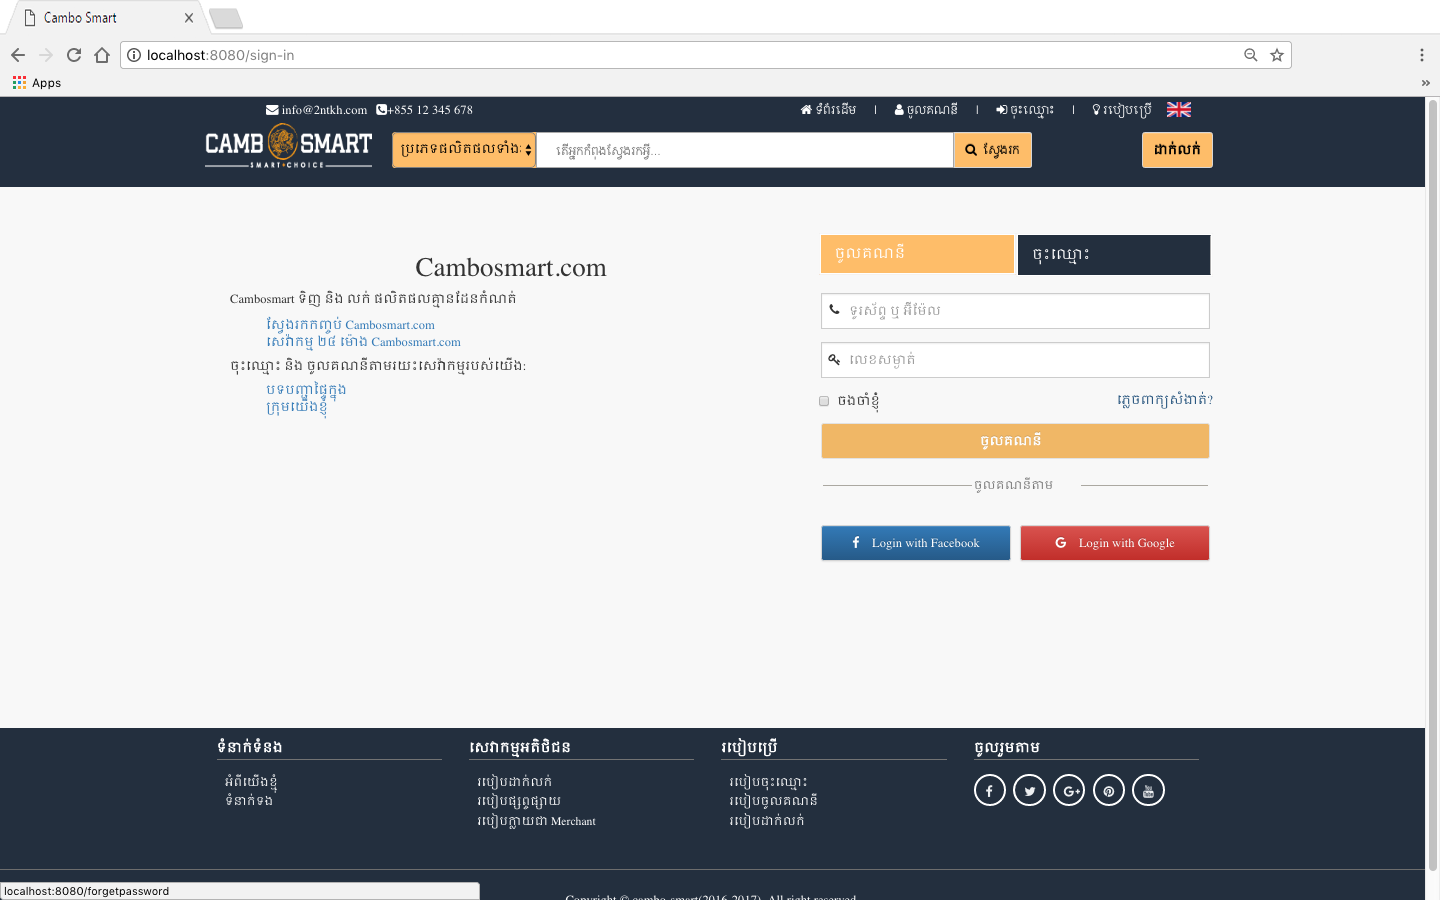 Cambo Smart
localhost:8080/sign-in
Apps
info@2ntkh.com +855 12 345 678
ទំព័រដើម | ចូលគណនី | ចុះឈ្មោះ | របៀបប្រើ
CAMBOSMART
SMART·CHOICE
ប្រភេទផលិតផលទាំង
តើអ្នកកំពុងស្វែងរកអ្វី...
ស្វែងរក
ដាក់លក់
Cambosmart.com
Cambosmart ទិញ និង លក់ ផលិតផលគ្មានដែនកំណត់
ស្វែងរកកញ្ចប់ Cambosmart.com
សេវ៉ាកម្ម ២៤ ម៉ោង Cambosmart.com
ចុះឈ្មោះ និង ចូលគណនីតាមរយះសេវ៉ាកម្មរបស់យើង:
បទបញ្ជាផ្ទៃក្នុង
ក្រុមយើងខ្ញុំ
ចូលគណនី
ចុះឈ្មោះ
ទូរស័ព្ទ ឬ អ៊ីម៉ែល
លេខសម្ងាត់
ចងចាំខ្ញុំ
ភ្លេចពាក្យសំងាត់?
ចូលគណនី
ចូលគណនីតាម
Login with Facebook
Login with Google
ទំនាក់ទំនង
អំពីយើងខ្ញុំ
ទំនាក់ទង
សេវាកម្មអតិថិជន
របៀបដាក់លក់
របៀបផ្សព្វផ្សាយ
របៀបក្លាយជា Merchant
របៀបប្រើ
របៀបចុះឈ្មោះ
របៀបចូលគណនី
របៀបដាក់លក់
ចូលរួមតាម
localhost:8080/forgetpassword
Copyright © cambo-smart(2016-2017). All right reserved